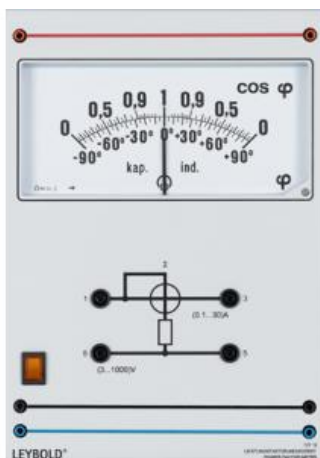 cos φ
0 0,5 0,9 1 0,9 0,5 0
-90° -60° -30° 0° +30° +60° +90°
kap. ind.
φ
2
1 3
(0.1...30)A
6 5
(3...1000)V
LEYBOLD®